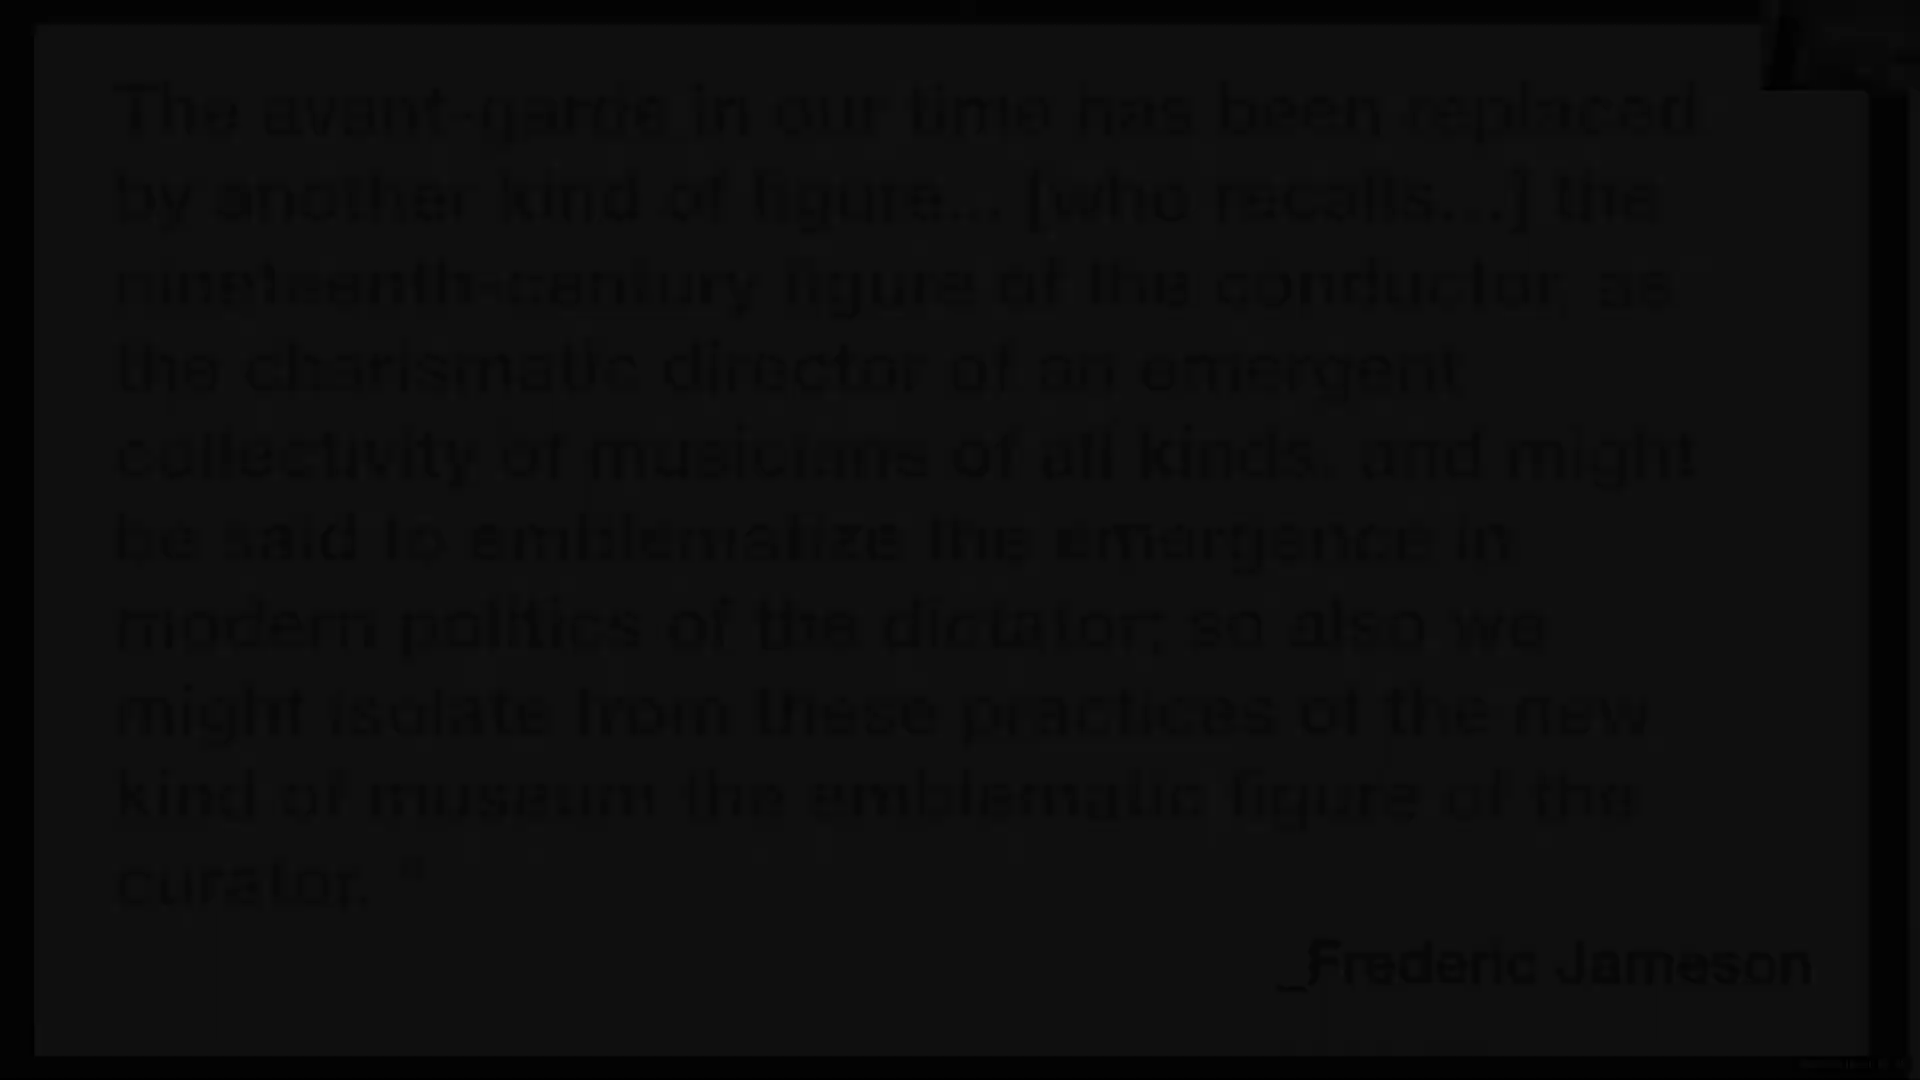 The avant-garde in our time has been replaced
by another kind of figure... [who recalls...] the
nineteenth-century figure of the conductor, as
the charismatic director of an emergent
collectivity of musicians of all kinds, and might
be said to emblematize the emergence in
modern politics of the dictator; so also we
might isolate from these practices of the new
kind of museum the emblematic figure of the
curator. "
_Frederic Jameson